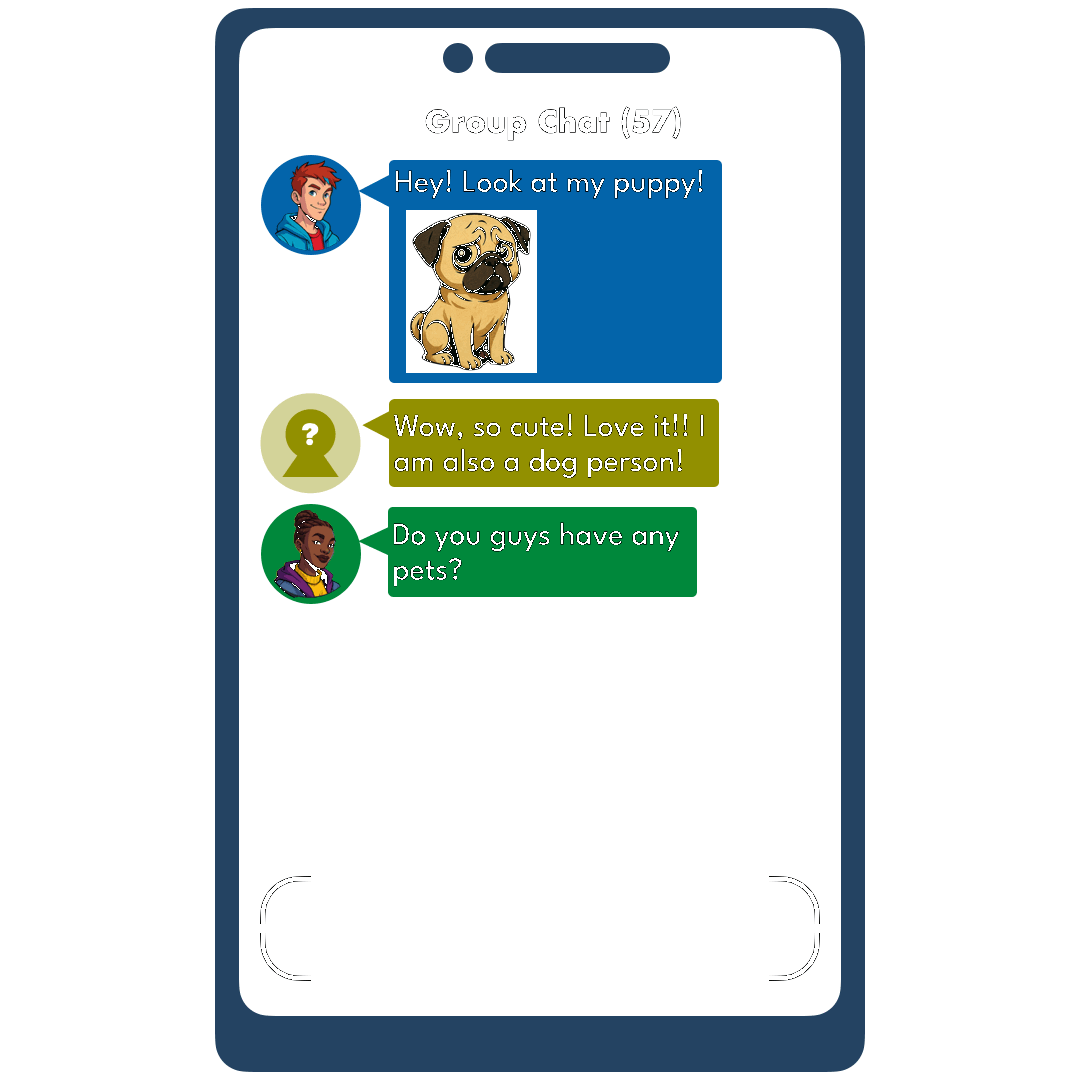 Group Chat (57)
Hey! Look at my puppy!
?
Wow, so cute! Love it!! I
am also a dog person!
Do you guys have any
pets?